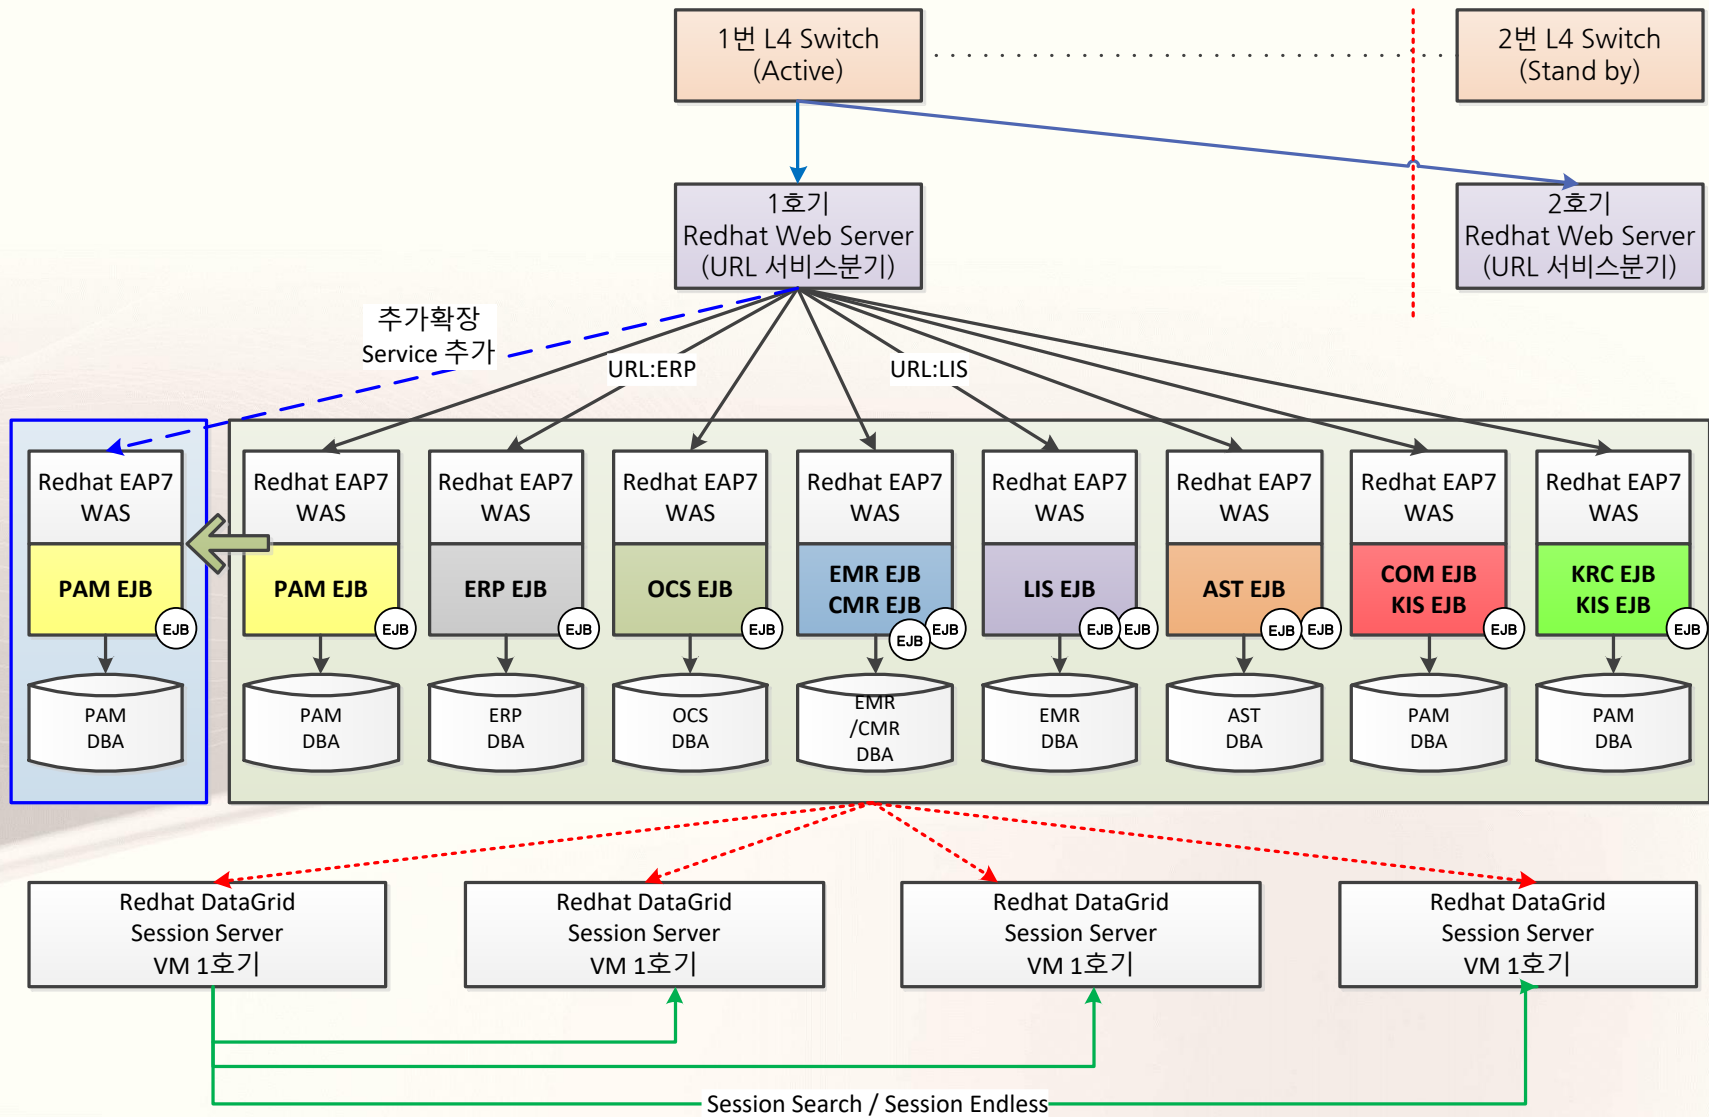 1번 L4 Switch
(Active)
2번 L4 Switch
(Stand by)
1호기
Redhat Web Server
(URL 서비스분기)
2호기
Redhat Web Server
(URL 서비스분기)
추가확장
Service 추가
URL:ERP
URL:LIS
Redhat EAP7
WAS
PAM EJB
EJB
PAM
DBA
Redhat EAP7
WAS
PAM EJB
EJB
PAM
DBA
Redhat EAP7
WAS
ERP EJB
EJB
ERP
DBA
Redhat EAP7
WAS
OCS EJB
EJB
OCS
DBA
Redhat EAP7
WAS
EMR EJB
CMR EJB
EJB
EJB
EMR
/CMR
DBA
Redhat EAP7
WAS
LIS EJB
EJB
EJB
EMR
DBA
Redhat EAP7
WAS
AST EJB
EJB
EJB
AST
DBA
Redhat EAP7
WAS
COM EJB
KIS EJB
EJB
PAM
DBA
Redhat EAP7
WAS
KRC EJB
KIS EJB
EJB
PAM
DBA
Redhat DataGrid
Session Server
VM 1호기
Redhat DataGrid
Session Server
VM 1호기
Redhat DataGrid
Session Server
VM 1호기
Redhat DataGrid
Session Server
VM 1호기
Session Search / Session Endless